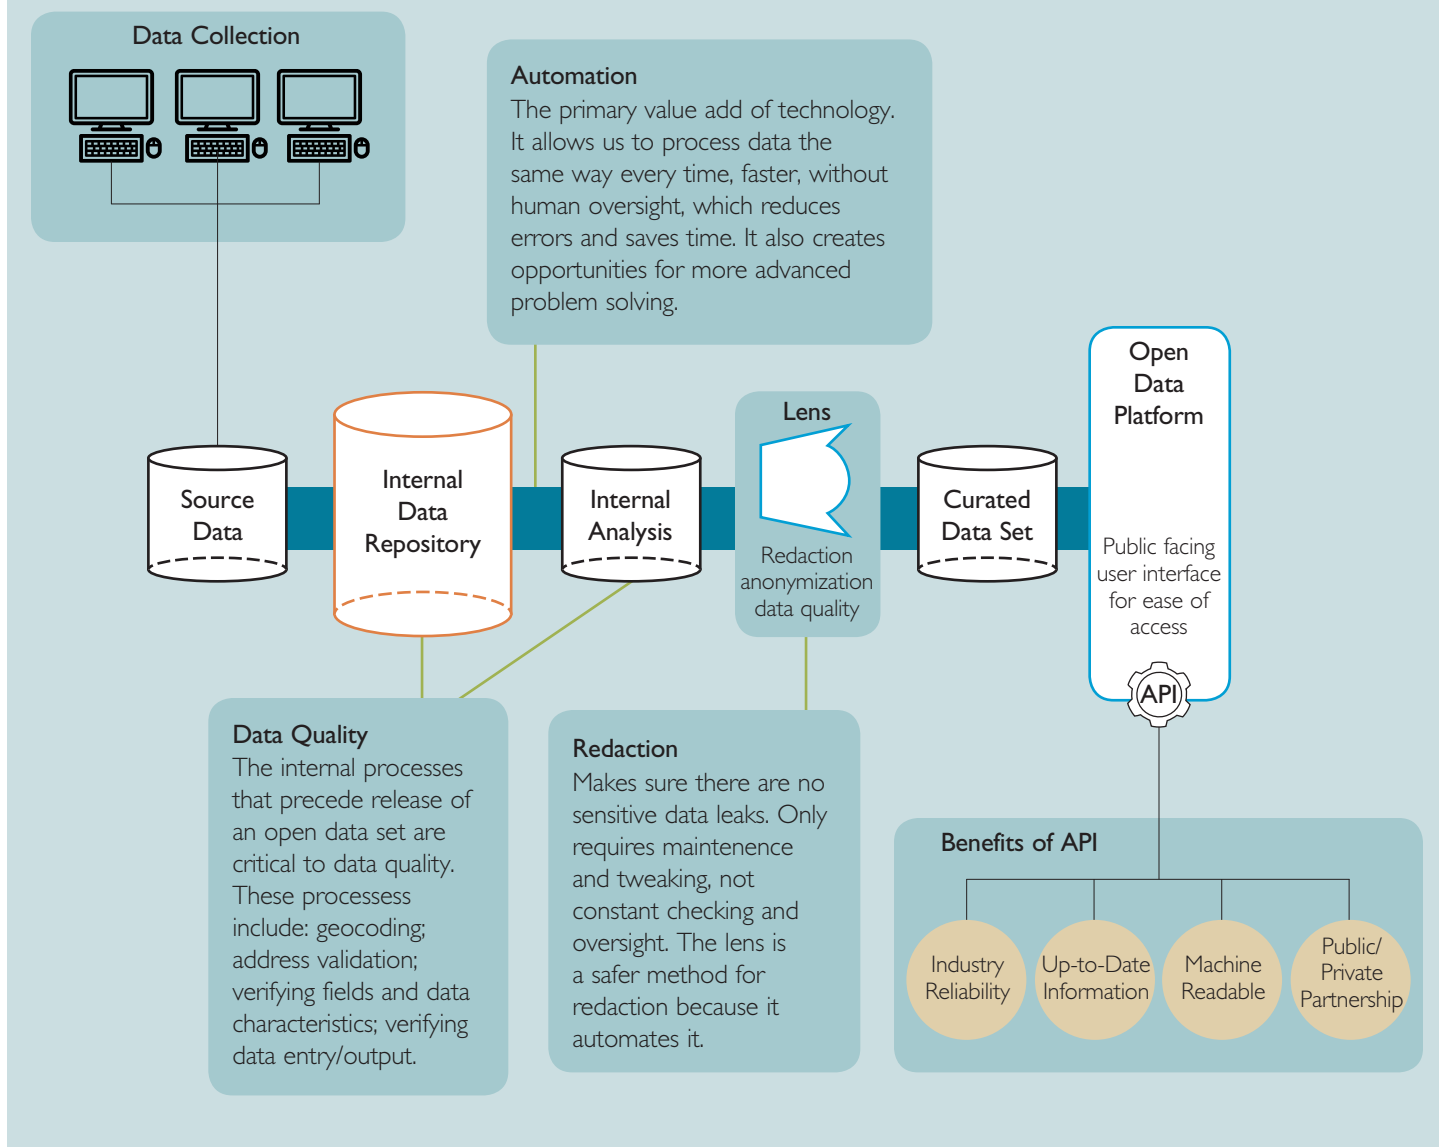 Data Collection
Automation
The primary value add of technology.
It allows us to process data the
same way every time, faster, without
human oversight, which reduces
errors and saves time. It also creates
opportunities for more advanced
problem solving.
Source
Data
Internal
Data
Repository
Internal
Analysis
Lens
Redaction
anonymization
data quality
Curated
Data Set
Open
Data
Platform
Public facing
user interface
for ease of
access
API
Data Quality
The internal processes
that precede release of
an open data set are
critical to data quality.
These processess
include: geocoding;
address validation;
verifying fields and data
characteristics; verifying
data entry/output.
Redaction
Makes sure there are no
sensitive data leaks. Only
requires maintenence
and tweaking, not
constant checking and
oversight. The lens is
a safer method for
redaction because it
automates it.
Benefits of API
Industry
Reliability
Up-to-Date
Information
Machine
Readable
Public/
Private
Partnership